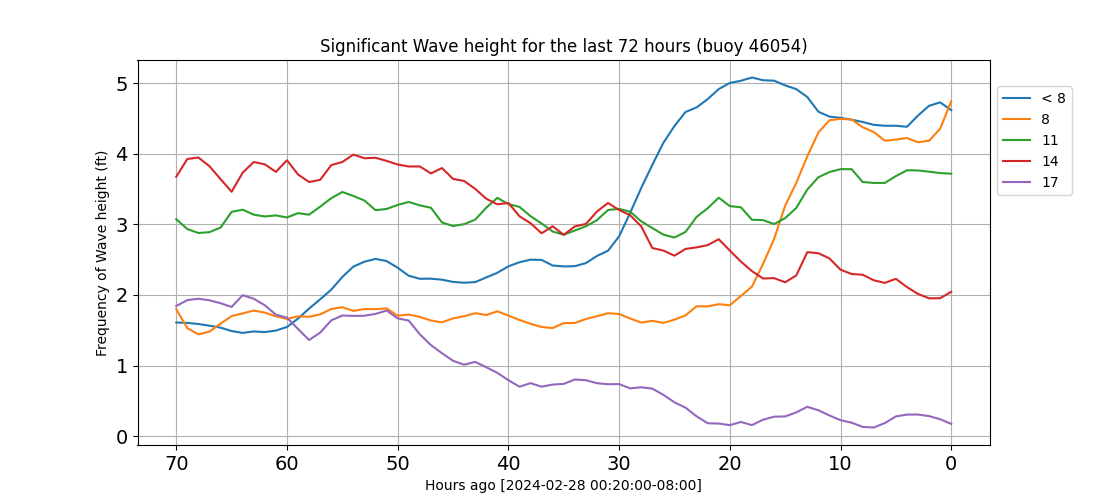 Significant Wave height for the last 72 hours (buoy 46054)
Frequency of Wave height (ft)
5
4
3
2
1
0
70 60 50 40 30 20 10 0
Hours ago [2024-02-28 00:20:00-08:00]
< 8
8
11
14
17